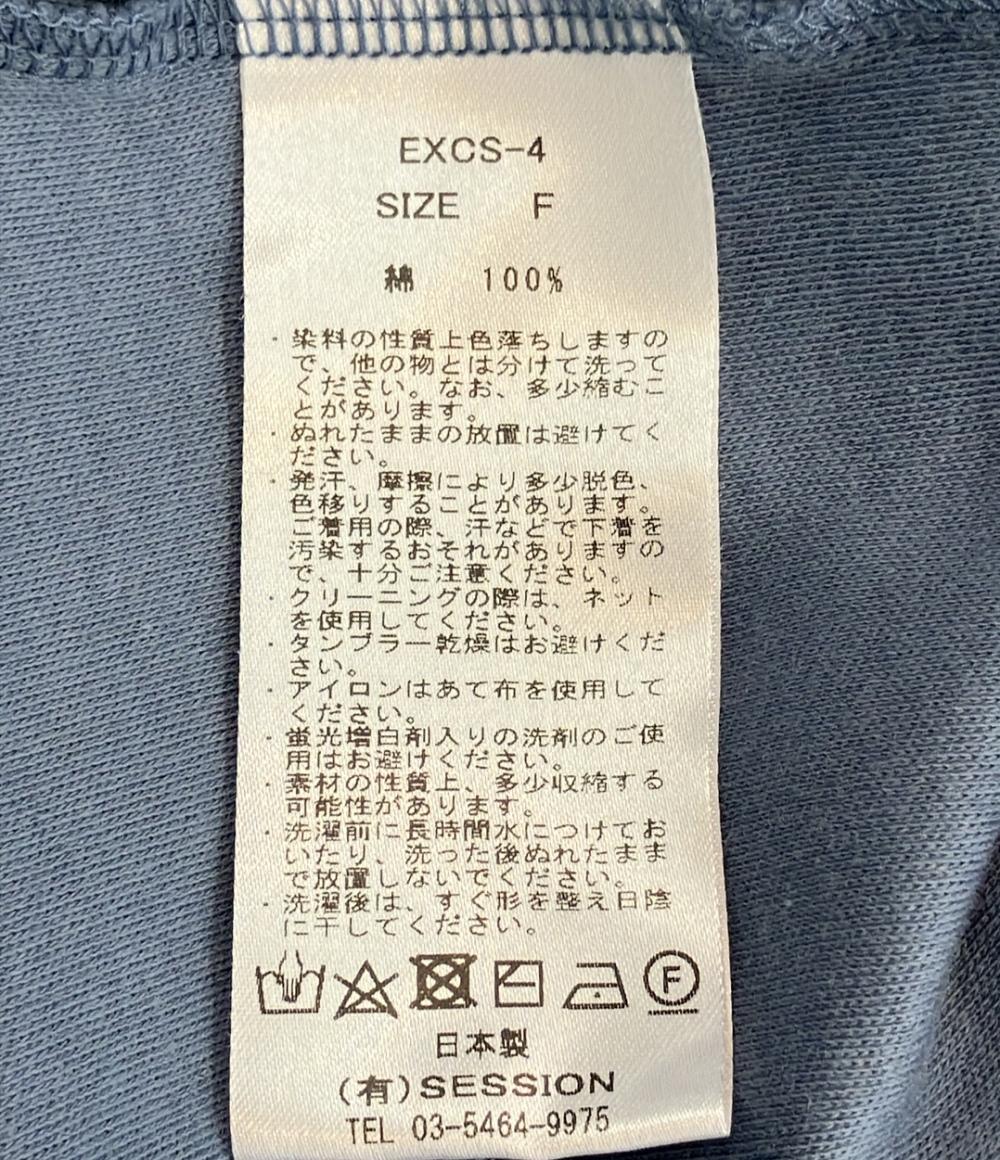 EXCS-4
SIZE F
綿 100%
・染料の性質上色落ちしますの
で、他の物とは分けて洗って
ください。なお、多少縮むこ
とがあります。
・ぬれたままの放置は避けてく
ださい。
・発汗、摩擦により多少脱色、
色移りすることがあります。
ご着用の際、汗などで下着を
汚染するおそれがありますの
で、十分ご注意ください。
・クリーニングの際は、ネット
を使用してください。
・タンブラー乾燥はお避けくだ
さい。
・アイロンはあて布を使用して
ください。
・蛍光増白剤入りの洗剤のご使
用はお避けください。
・素材の性質上、多少収縮する
可能性があります。
・洗濯前に長時間水につけてお
いたり、洗った後ぬれたまま
で放置しないでください。
・洗濯後は、すぐ形を整え日陰
に干してください。
F
日本製
(有)SESSION
TEL 03-5464-9975